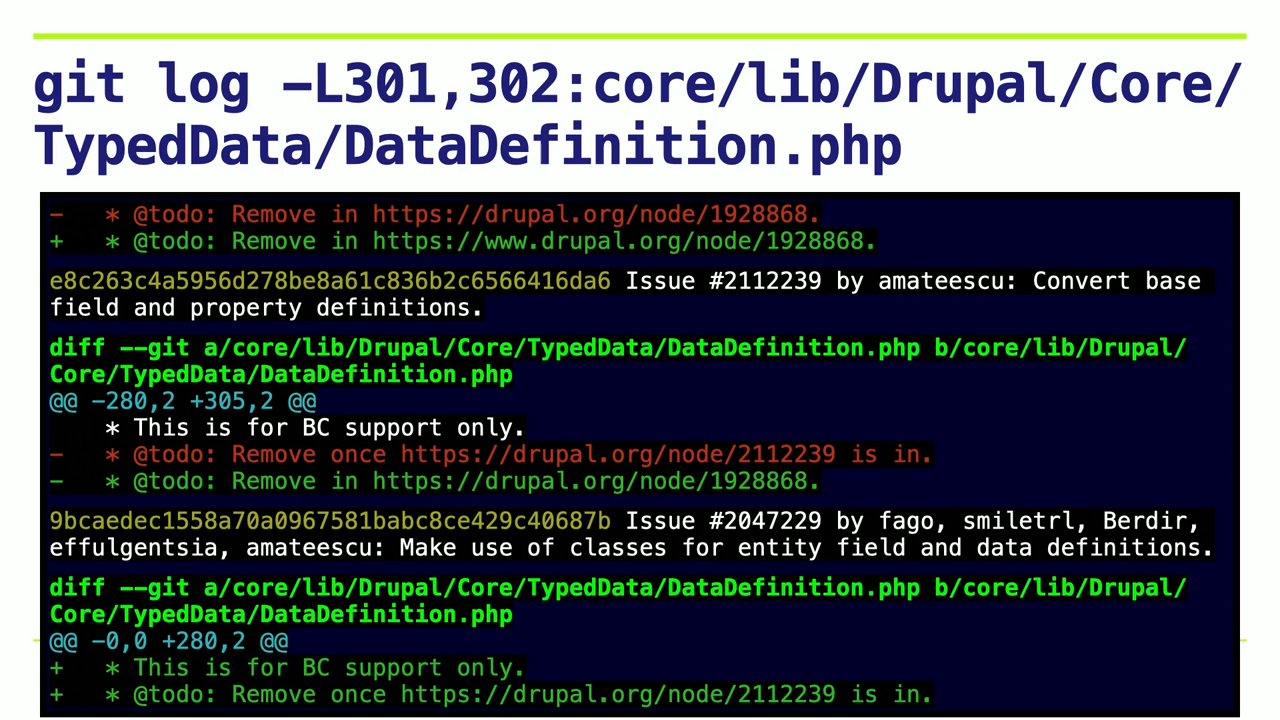 git log -L301,302:core/lib/Drupal/Core/
TypedData/DataDefinition.php
-   * @todo: Remove in https://drupal.org/node/1928868.
+   * @todo: Remove in https://www.drupal.org/node/1928868.
e8c263c4a5956d278be8a61c836b2c6566416da6 Issue #2112239 by amateescu: Convert base
field and property definitions.
diff --git a/core/lib/Drupal/Core/TypedData/DataDefinition.php b/core/lib/Drupal/
Core/TypedData/DataDefinition.php
@@ -280,2 +305,2 @@
    * This is for BC support only.
-   * @todo: Remove once https://drupal.org/node/2112239 is in.
-   * @todo: Remove in https://drupal.org/node/1928868.
9bcaedec1558a70a0967581babc8ce429c40687b Issue #2047229 by fago, smiletrl, Berdir,
effulgentsia, amateescu: Make use of classes for entity field and data definitions.
diff --git a/core/lib/Drupal/Core/TypedData/DataDefinition.php b/core/lib/Drupal/
Core/TypedData/DataDefinition.php
@@ -0,0 +280,2 @@
+   * This is for BC support only.
+   * @todo: Remove once https://drupal.org/node/2112239 is in.